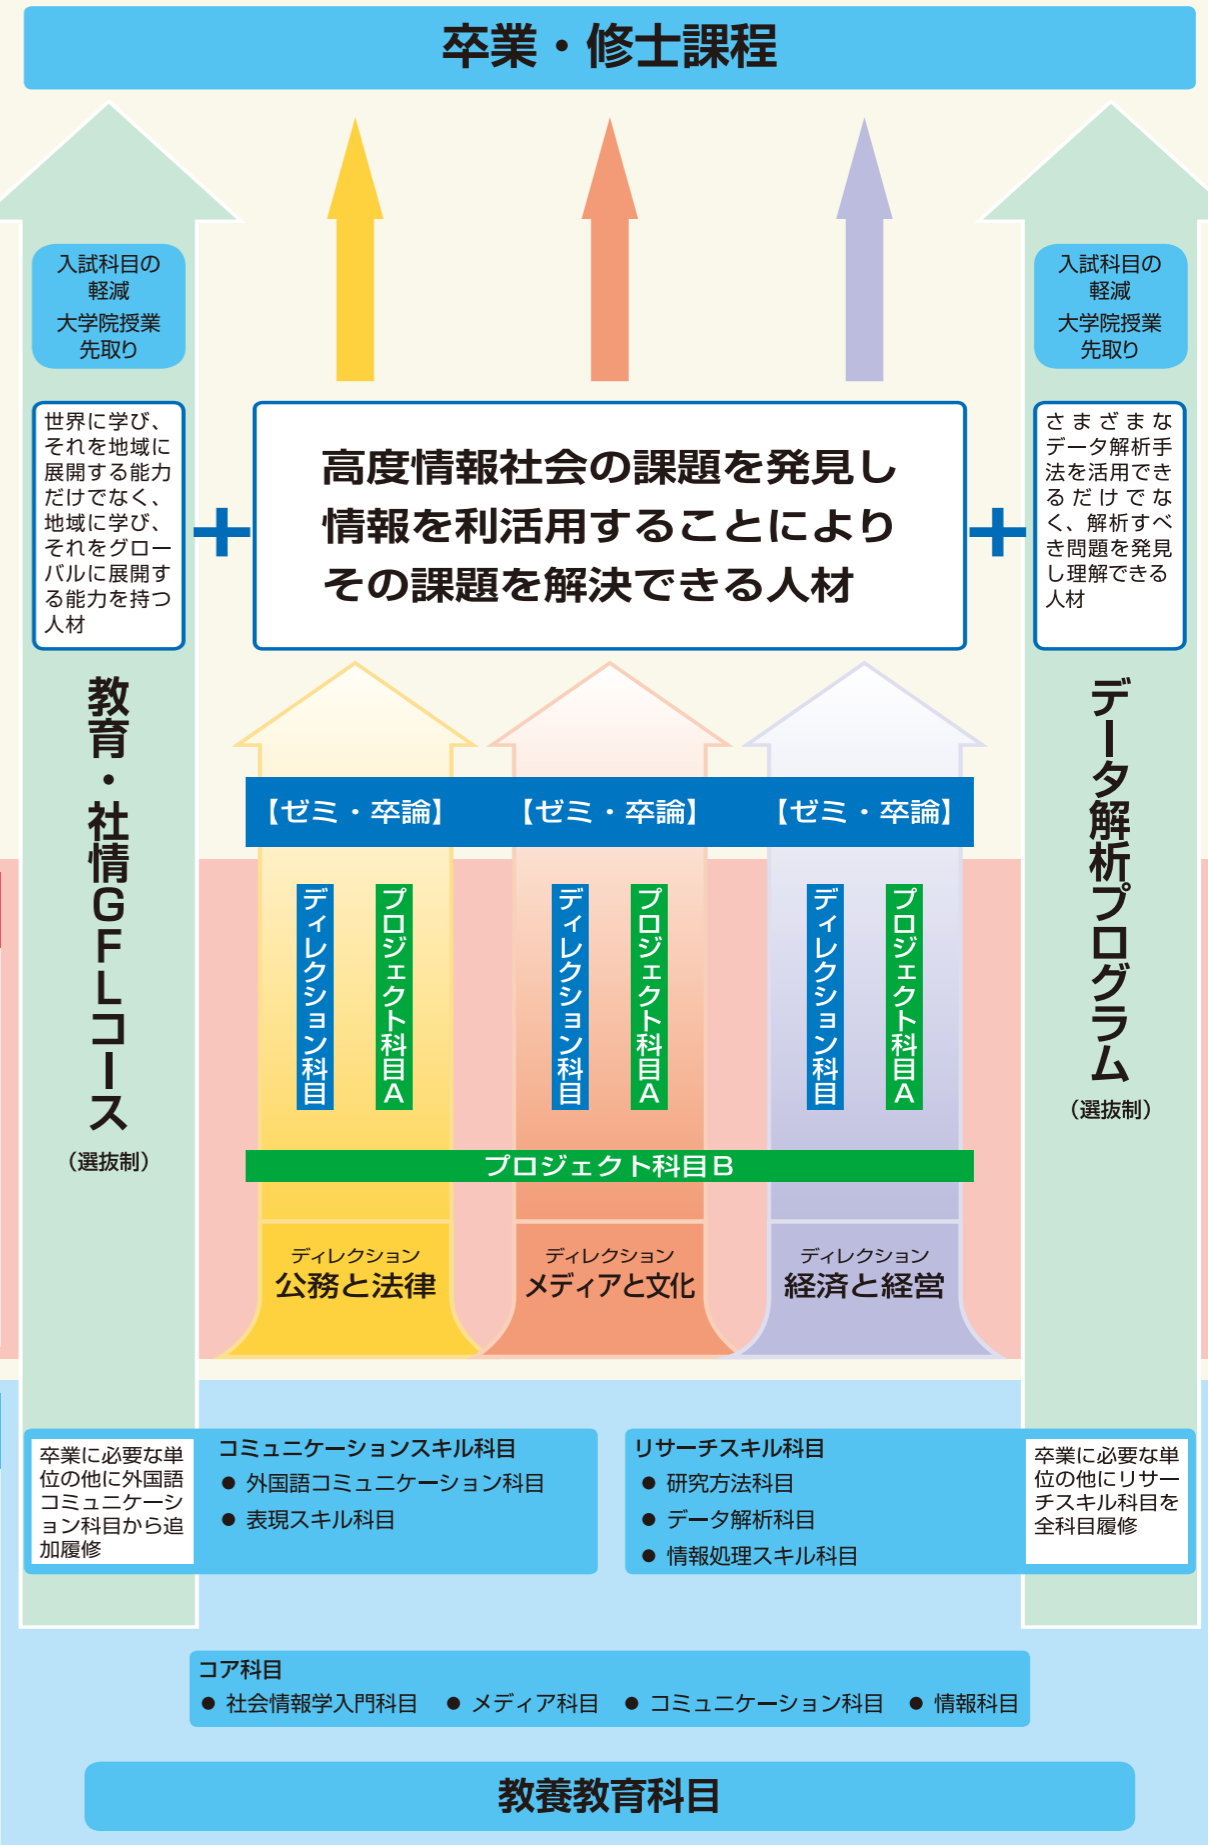 卒業・修士課程
入試科目の
軽減
大学院授業
先取り
入試科目の
軽減
大学院授業
先取り
世界に学び、
それを地域に
展開する能力
だけでなく、
地域に学び、
それをグロー
バルに展開す
る能力を持つ
人材
+
高度情報社会の課題を発見し
情報を利活用することにより
その課題を解決できる人材
+
さまざまな
データ解析手
法を活用でき
るだけでな
く、解析すべ
き問題を発見
し理解できる
人材
教育・社情GFLコース
（選抜制）
データ解析プログラム
（選抜制）
【ゼミ・卒論】
【ゼミ・卒論】
【ゼミ・卒論】
ディレクション科目
プロジェクト科目A
ディレクション科目
プロジェクト科目A
ディレクション科目
プロジェクト科目A
プロジェクト科目B
ディレクション
公務と法律
ディレクション
メディアと文化
ディレクション
経済と経営
卒業に必要な単
位の他に外国語
コミュニケーシ
ョン科目から追
加履修
コミュニケーションスキル科目
● 外国語コミュニケーション科目
● 表現スキル科目
リサーチスキル科目
● 研究方法科目
● データ解析科目
● 情報処理スキル科目
卒業に必要な単
位の他にリサー
チスキル科目を
全科目履修
コア科目
● 社会情報学入門科目 ● メディア科目 ● コミュニケーション科目 ● 情報科目
教養教育科目